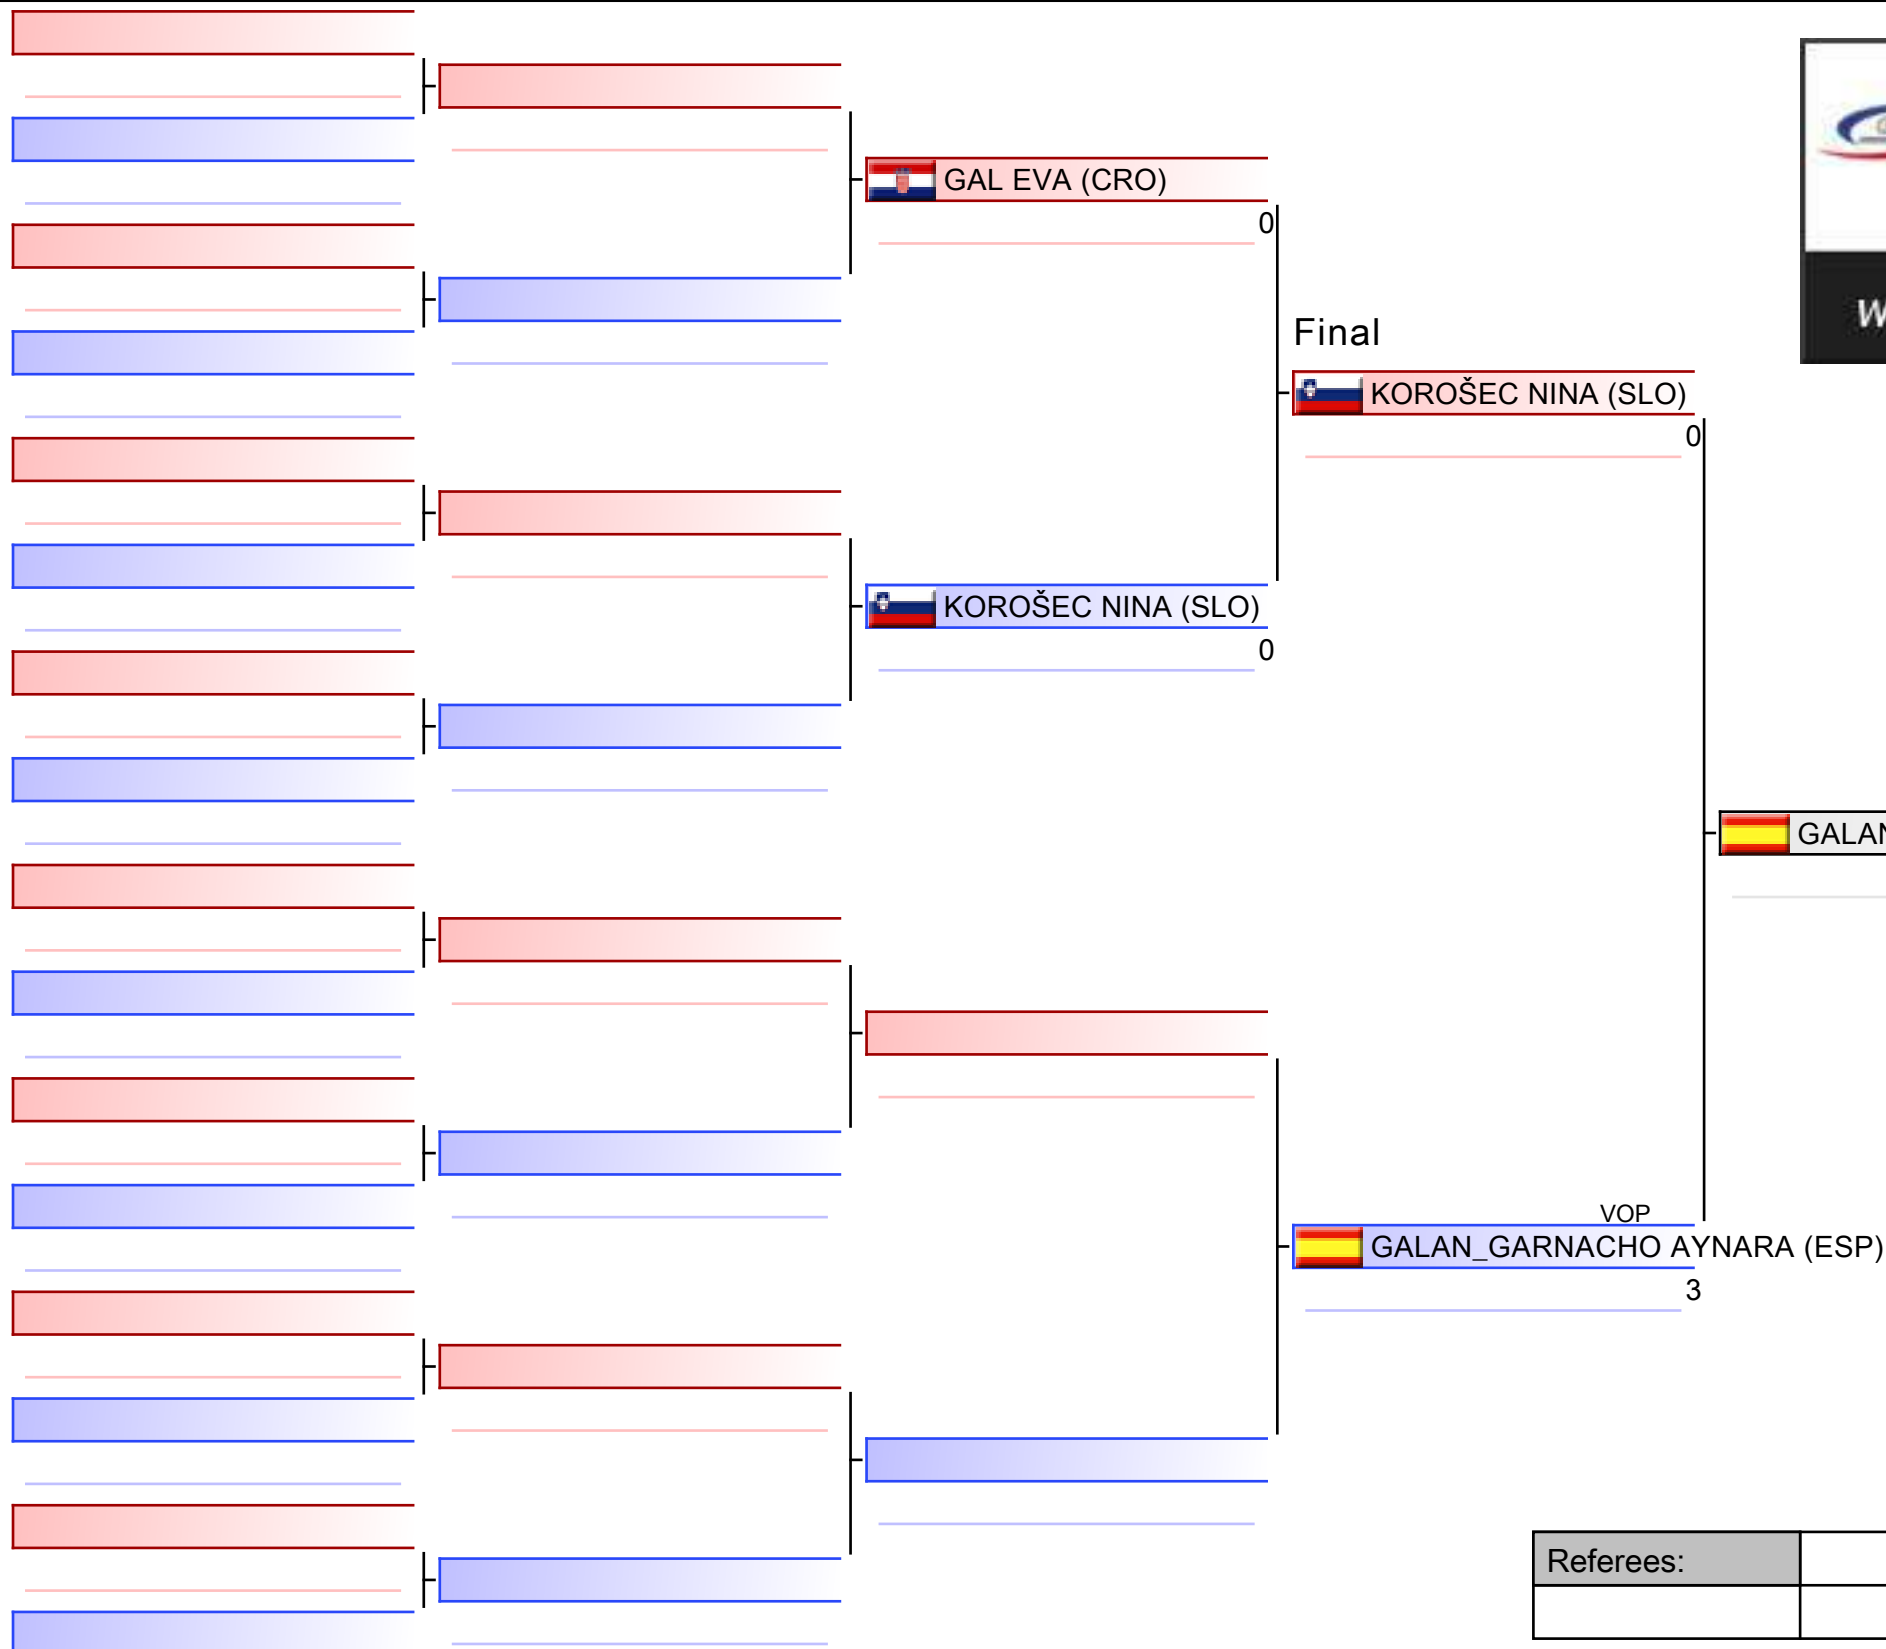 GAL EVA (CRO)
0
Final
KOROŠEC NINA (SLO)
0
KOROŠEC NINA (SLO)
0
VOP
GALAN_GARNACHO AYNARA (ESP)
3
Referees: